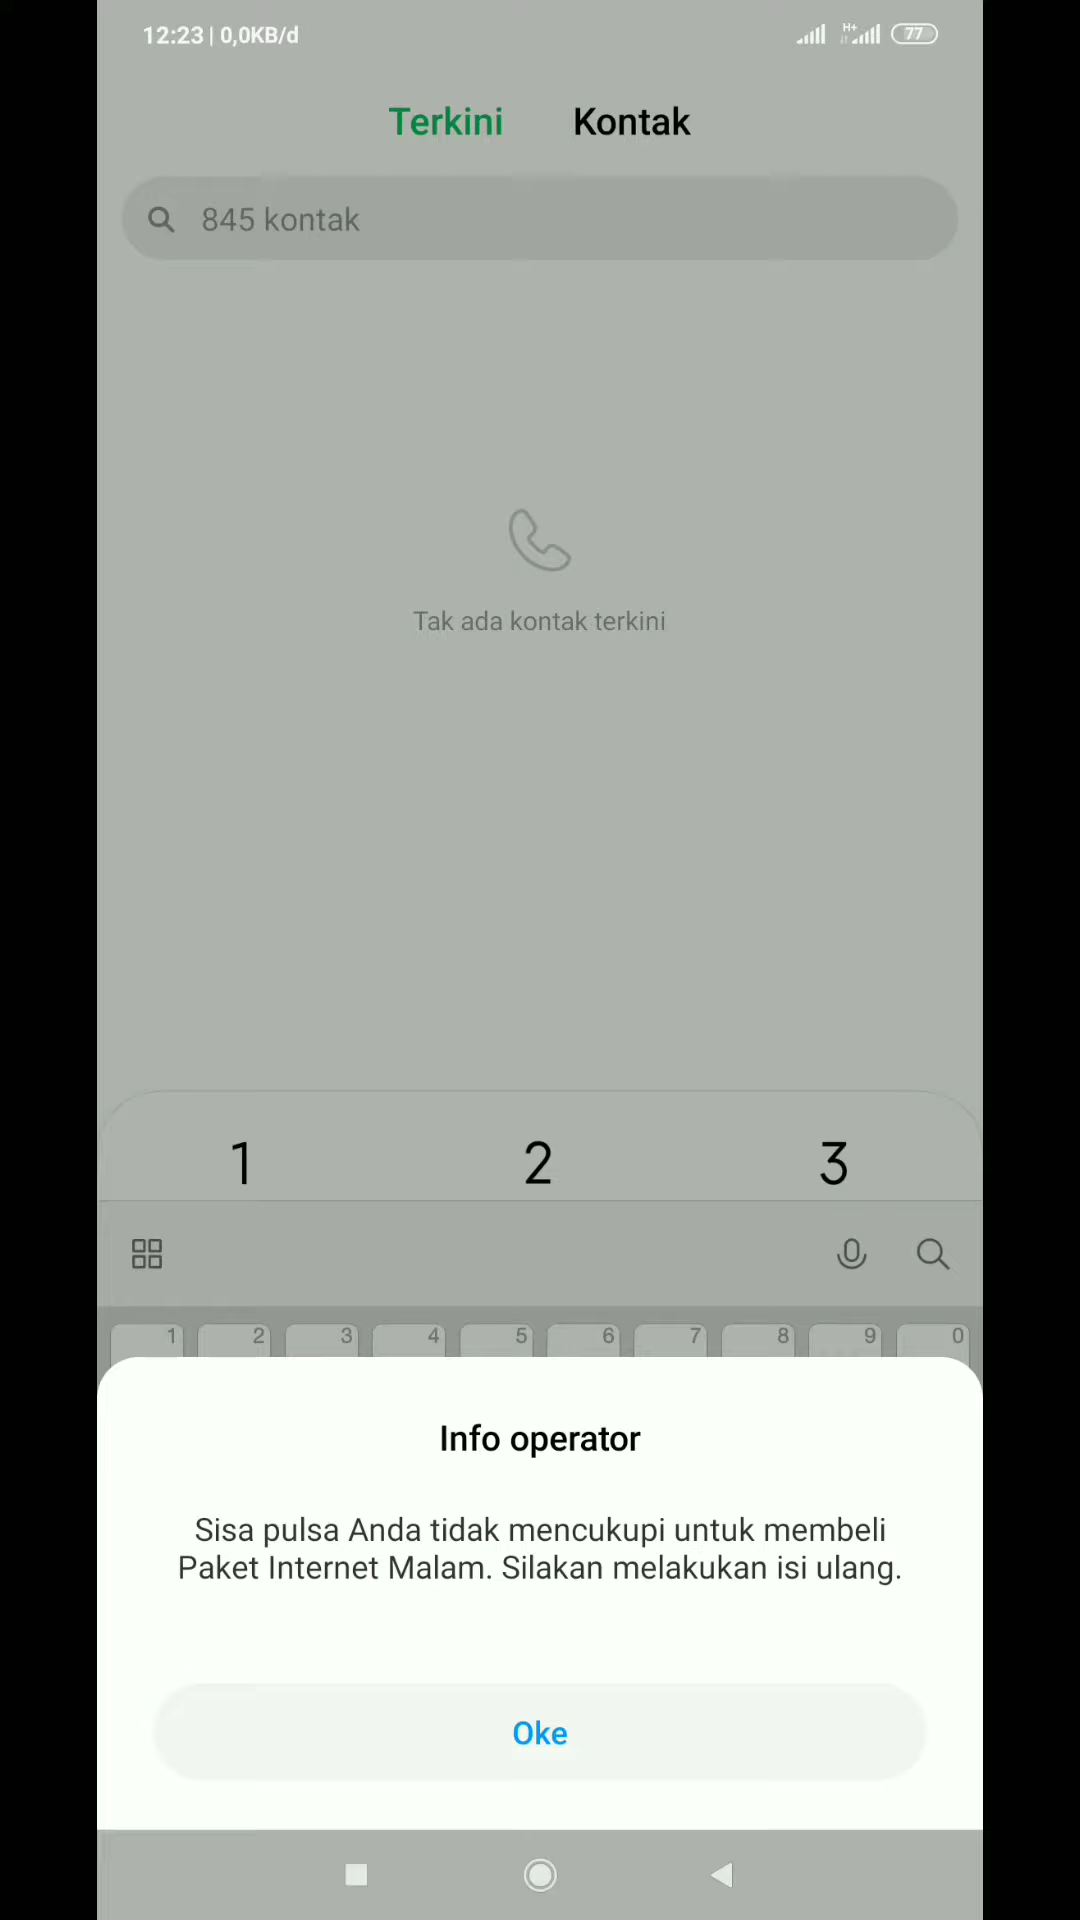 12:23 | 0,0KB/d H+ 77
Terkini Kontak
845 kontak
Tak ada kontak terkini
1 2 3
1 2 3 4 5 6 7 8 9 0
Info operator
Sisa pulsa Anda tidak mencukupi untuk membeli
Paket Internet Malam. Silakan melakukan isi ulang.
Oke